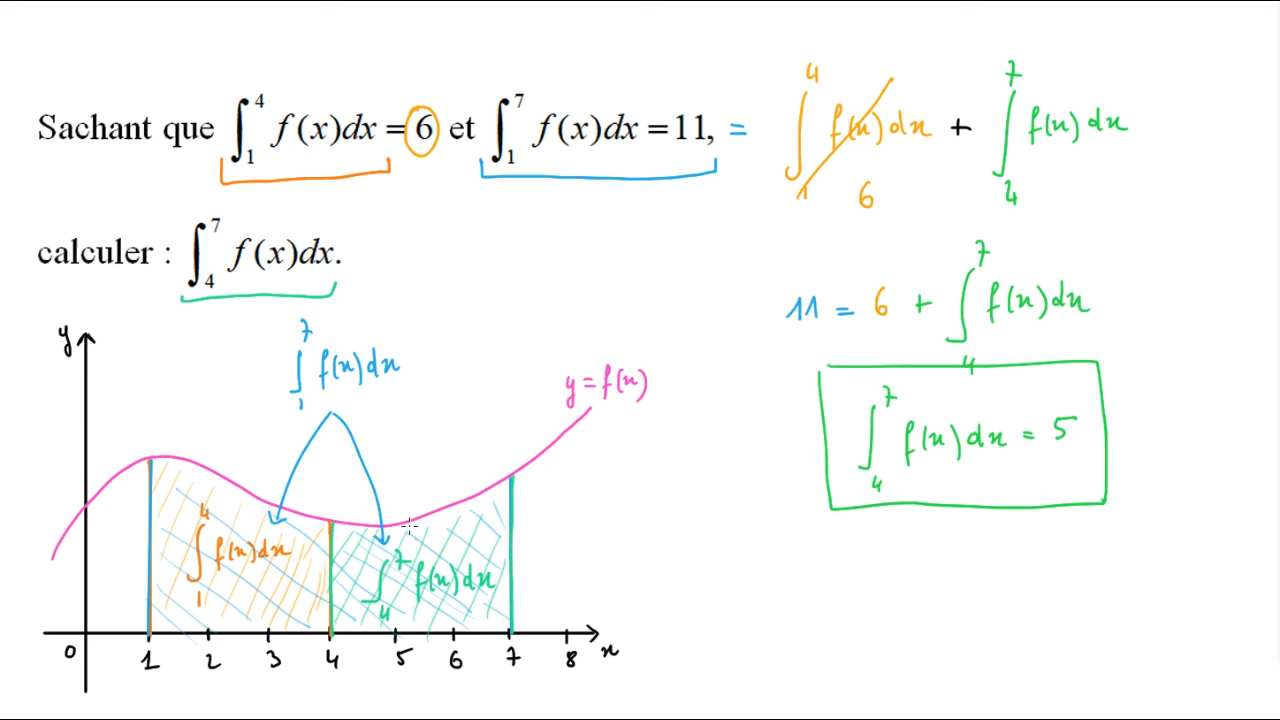 Sachant que ∫₁⁴ f(x)dx = 6 et ∫₁⁷ f(x)dx = 11, = ∫₁⁴ f(x)dx + ∫₄⁷ f(x)dx
6
calculer : ∫₄⁷ f(x)dx.
11 = 6 + ∫₄⁷ f(x)dx
∫₄⁷ f(x)dx = 5
y
∫₁⁷ f(x)dx
y = f(x)
∫₁⁴ f(x)dx
∫₄⁷ f(x)dx
0 1 2 3 4 5 6 7 8 x